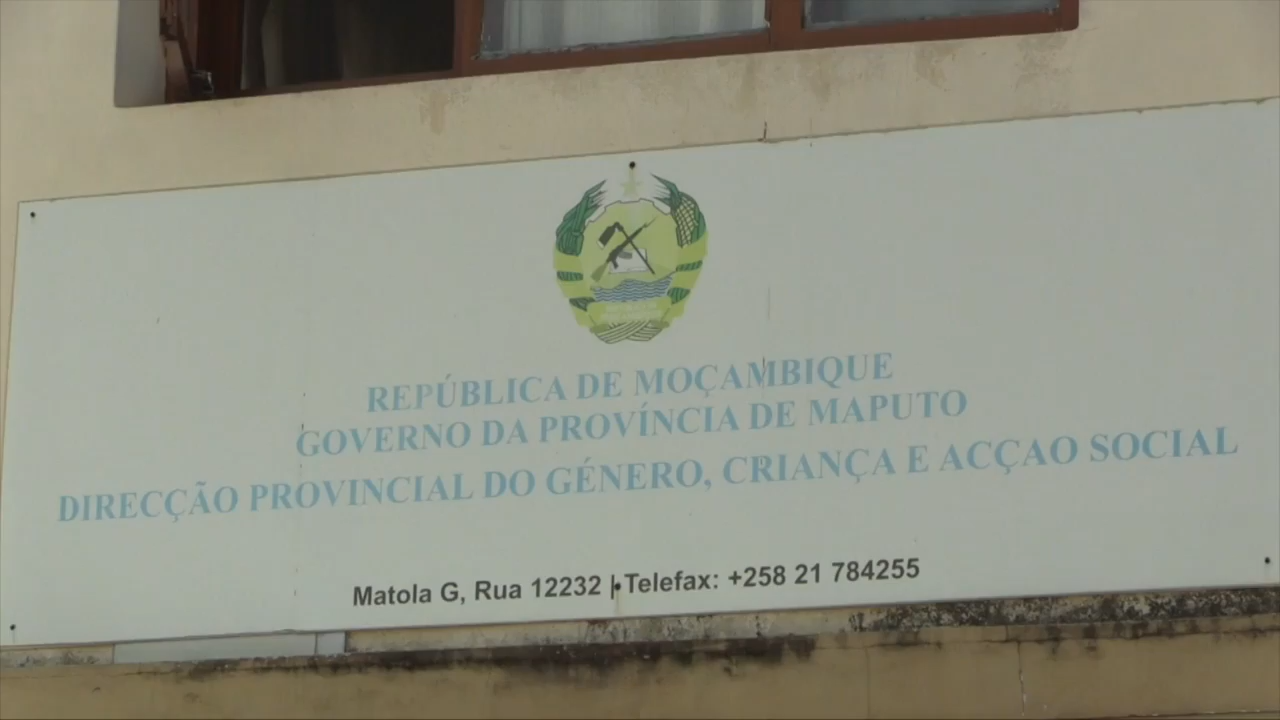 REPÚBLICA DE MOÇAMBIQUE
GOVERNO DA PROVÍNCIA DE MAPUTO
DIRECÇÃO PROVINCIAL DO GÉNERO, CRIANÇA E ACÇAO SOCIAL
Matola G, Rua 12232 | Telefax: +258 21 784255